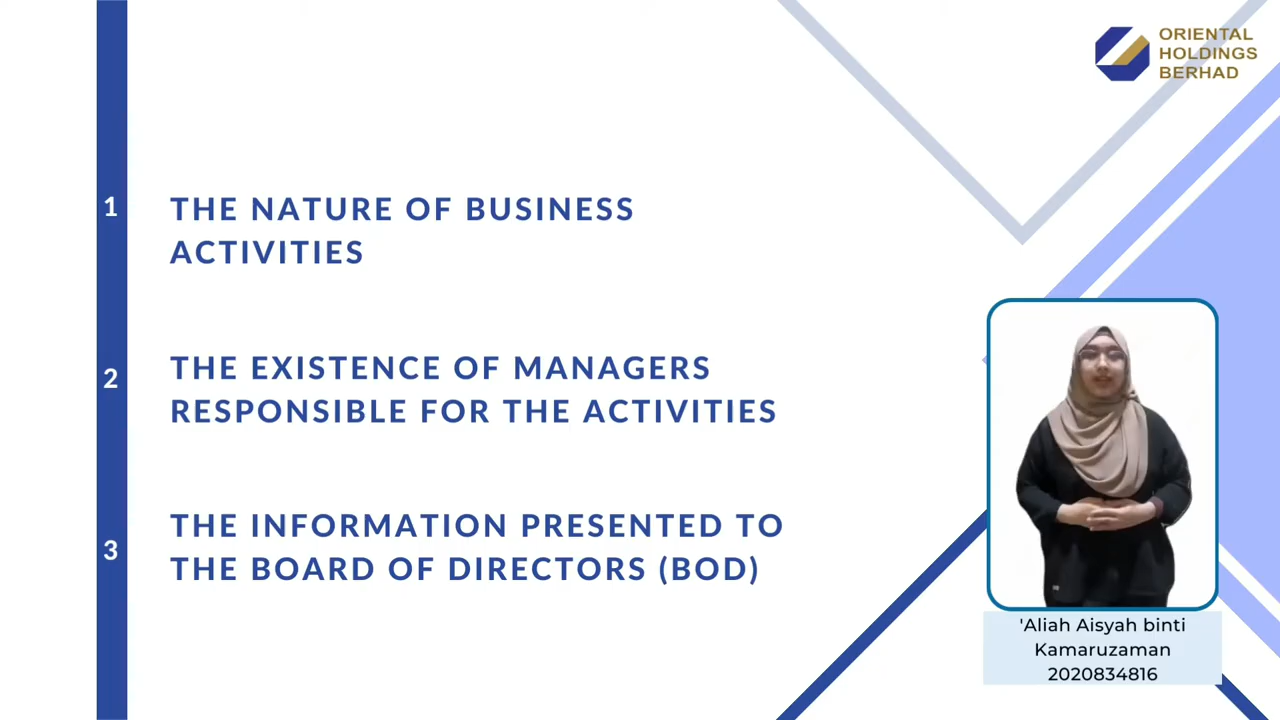 ORIENTAL
HOLDINGS
BERHAD
1
THE NATURE OF BUSINESS
ACTIVITIES
2
THE EXISTENCE OF MANAGERS
RESPONSIBLE FOR THE ACTIVITIES
3
THE INFORMATION PRESENTED TO
THE BOARD OF DIRECTORS (BOD)
'Aliah Aisyah binti
Kamaruzaman
2020834816